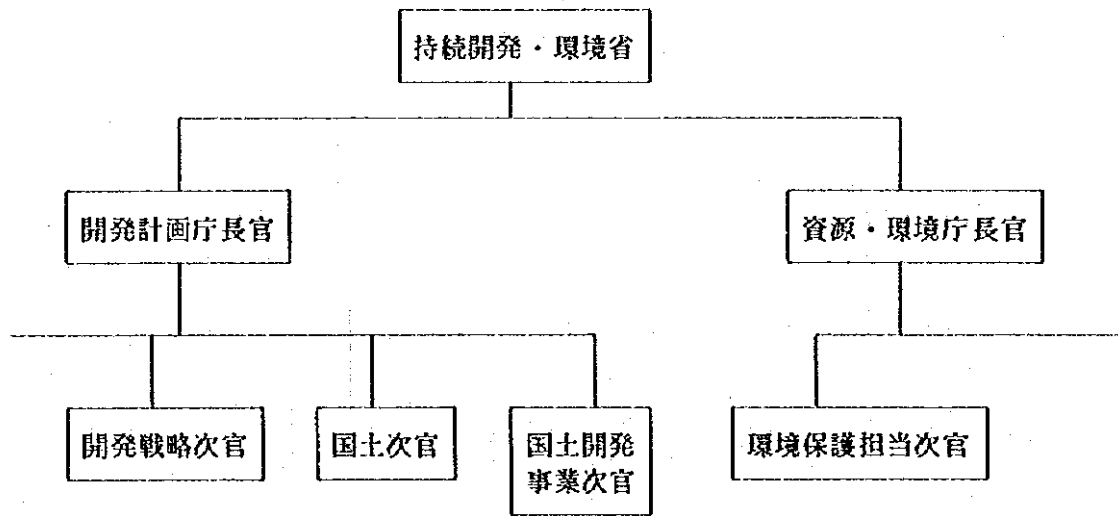 持続開発・環境省
開発計画庁長官
資源・環境庁長官
開発戦略次官
国土次官
国土開発
事業次官
環境保護担当次官